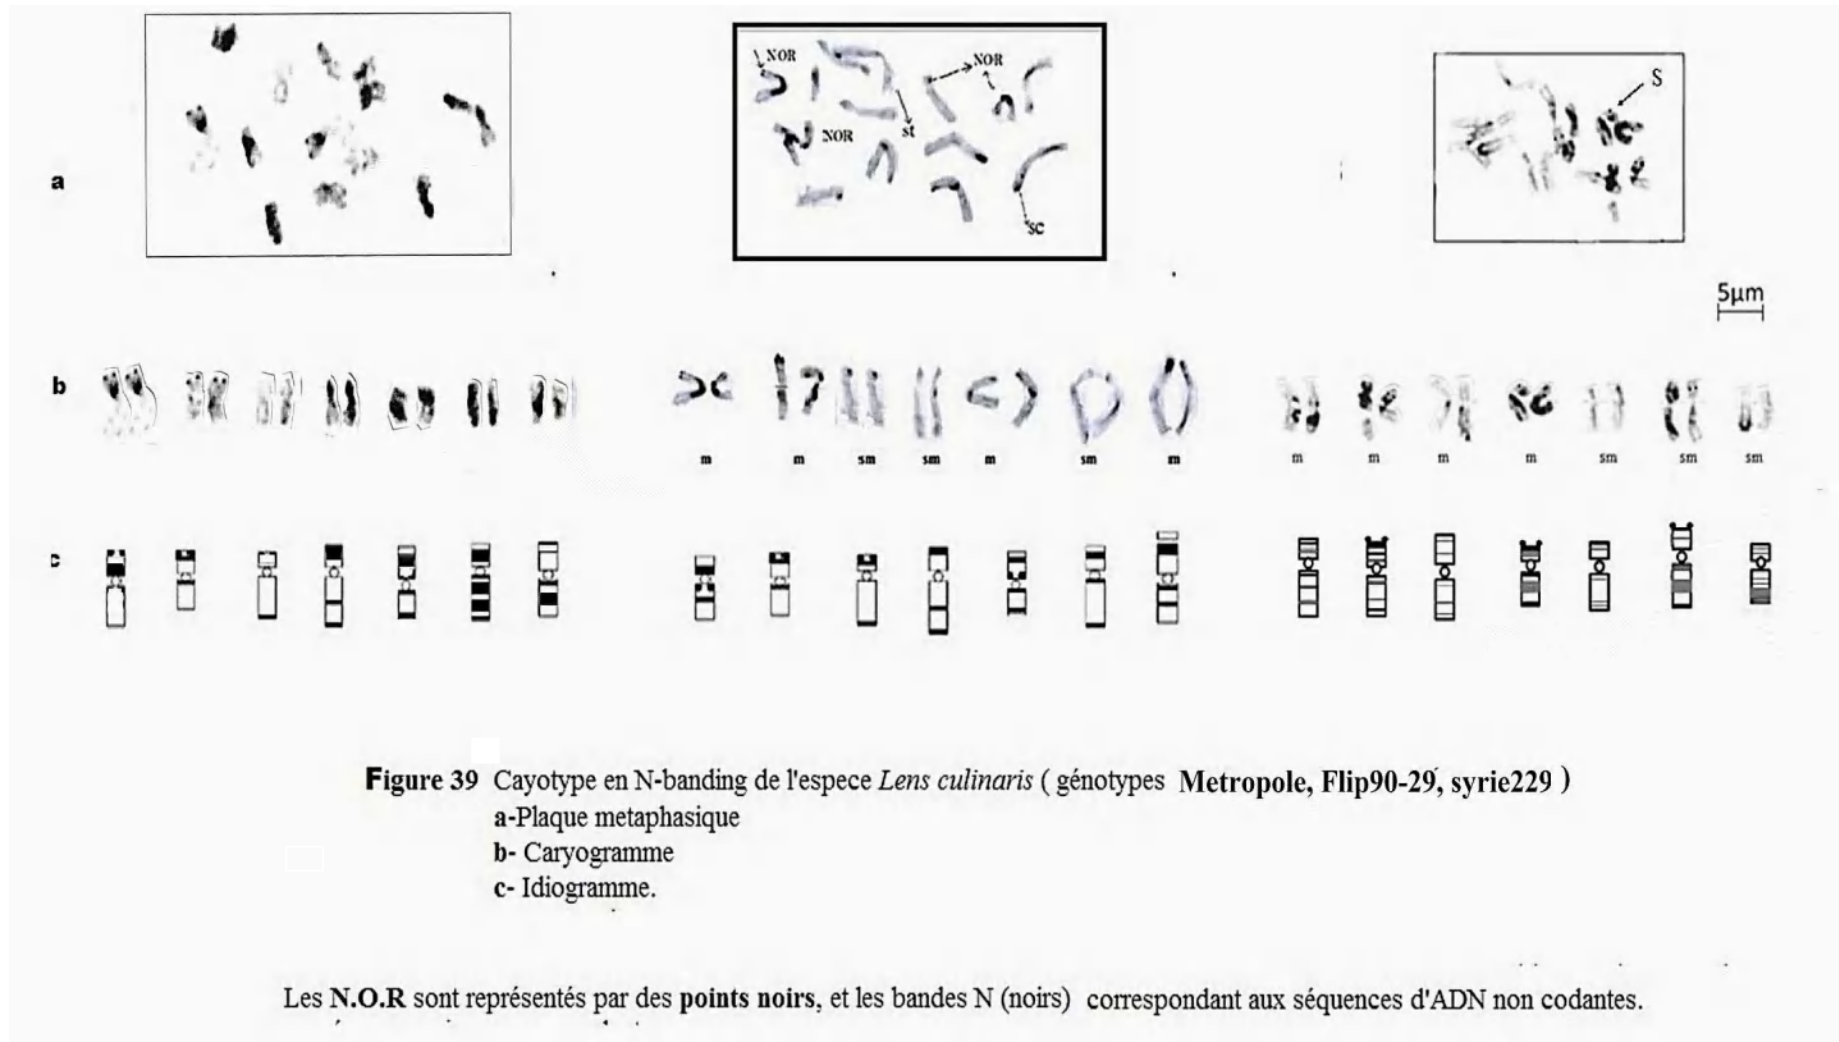 NOR
NOR
S
st
NOR
a
SC
5µm
b
m m sm sm m sm m m m m m sm sm sm
c
Figure 39 Cayotype en N-banding de l'espece Lens culinaris ( génotypes Metropole, Flip90-29, syrie229 )
a-Plaque metaphasique
b- Caryogramme
c- Idiogramme.
Les N.O.R sont représentés par des points noirs, et les bandes N (noirs) correspondant aux séquences d'ADN non codantes.